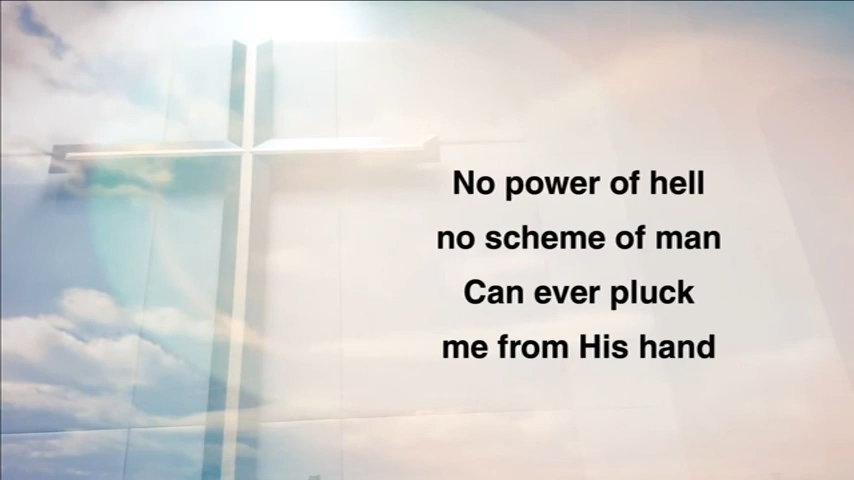 No power of hell
no scheme of man
Can ever pluck
me from His hand